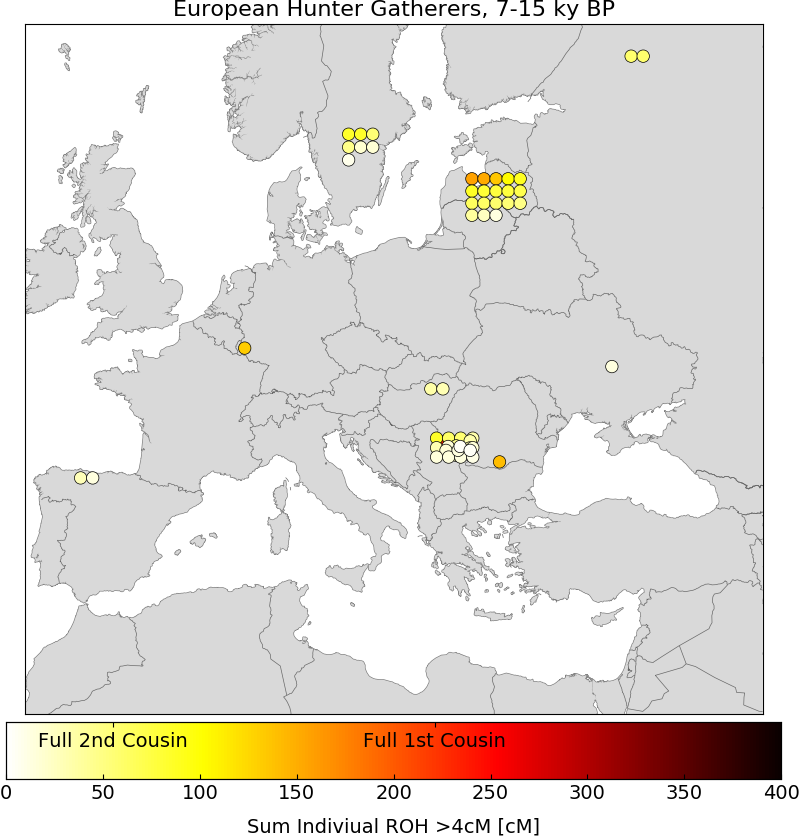 European Hunter Gatherers, 7-15 ky BP
Full 2nd Cousin Full 1st Cousin
0 50 100 150 200 250 300 350 400
Sum Indiviual ROH >4cM [cM]